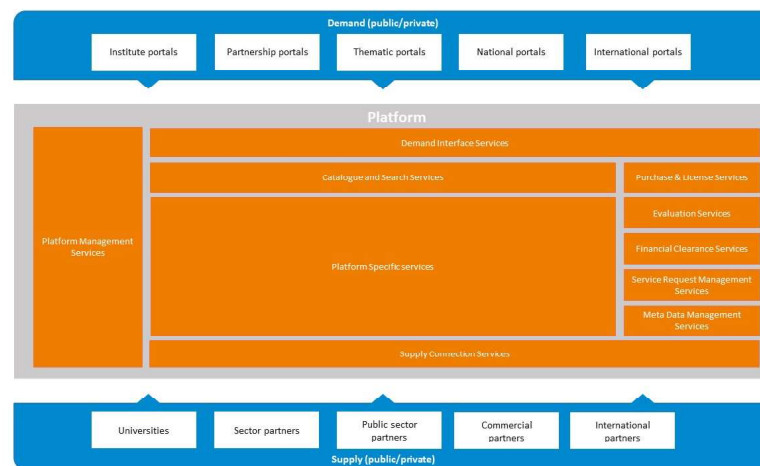 Demand (public/private)
Institute portals
Partnership portals
Thematic portals
National portals
International portals
Platform
Platform Management
Services
Demand Interface Services
Catalogue and Search Services
Purchase & License Services
Evaluation Services
Platform Specific services
Financial Clearance Services
Service Request Management
Services
Meta Data Management
Services
Supply Connection Services
Universities
Sector partners
Public sector
partners
Commercial
partners
International
partners
Supply (public/private)